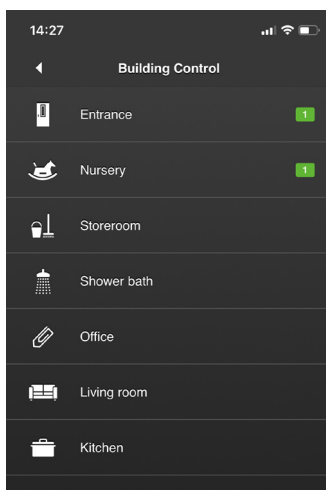 14:27
Building Control
Entrance 1
Nursery 1
Storeroom
Shower bath
Office
Living room
Kitchen